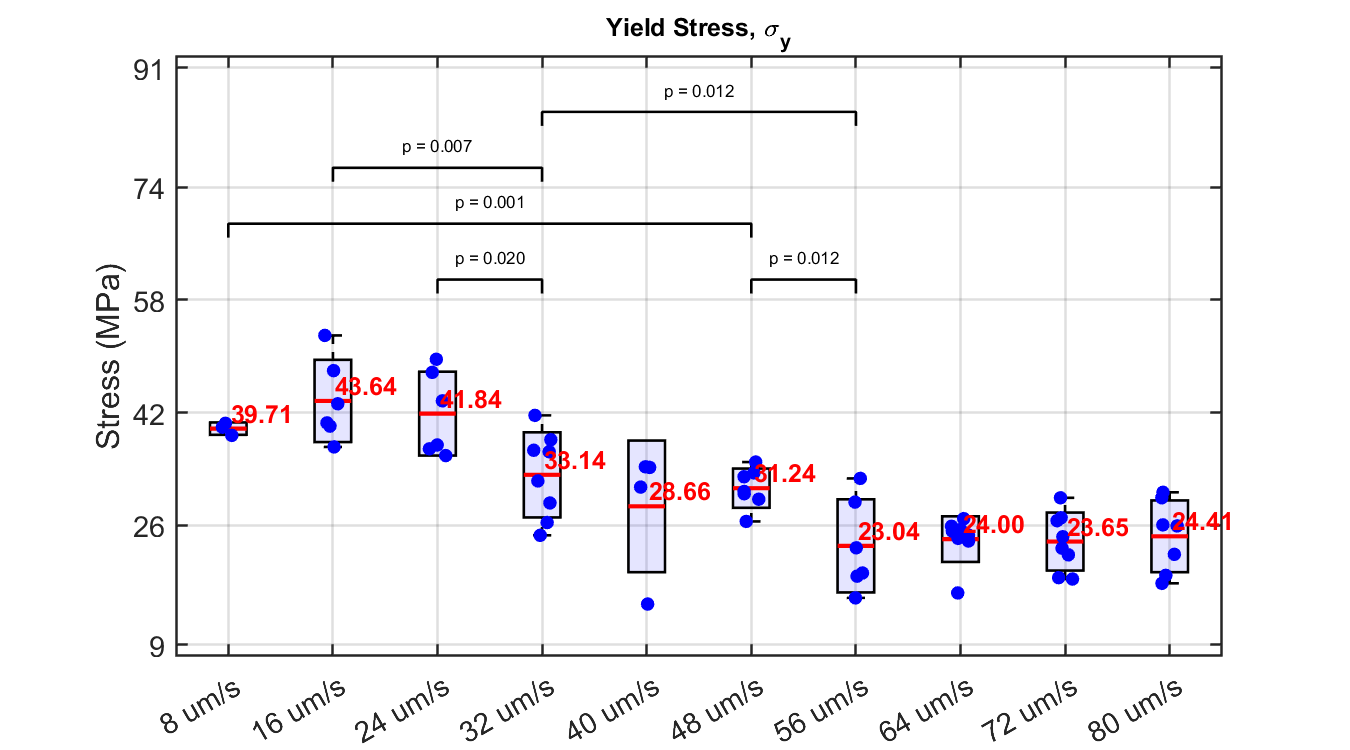 Yield Stress, σy
91
p = 0.012
p = 0.007
74
p = 0.001
p = 0.020
p = 0.012
58
Stress (MPa)
42
26
9
39.71
43.64
41.84
33.14
28.66
31.24
23.04
24.00
23.65
24.41
8 um/s
16 um/s
24 um/s
32 um/s
40 um/s
48 um/s
56 um/s
64 um/s
72 um/s
80 um/s